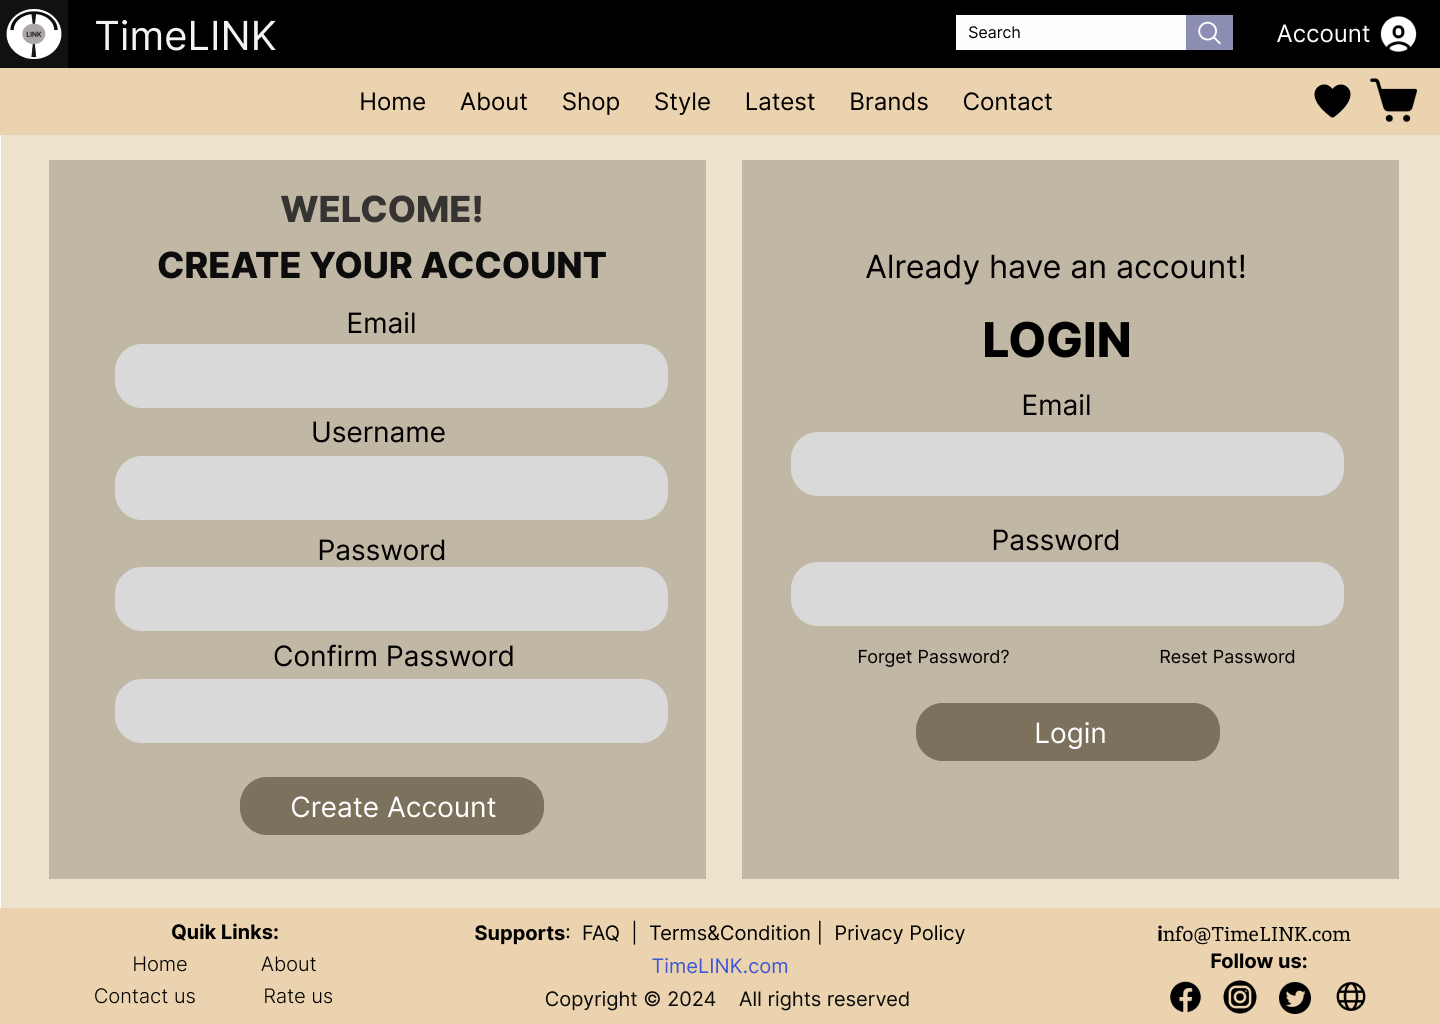 LINK
TimeLINK
Search
Account
Home About Shop Style Latest Brands Contact
WELCOME!
CREATE YOUR ACCOUNT
Email
Username
Password
Confirm Password
Create Account
Already have an account!
LOGIN
Email
Password
Forget Password? Reset Password
Login
Quik Links:
Home About
Contact us Rate us
Supports: FAQ | Terms&Condition | Privacy Policy
TimeLINK.com
Copyright © 2024 All rights reserved
info@TimeLINK.com
Follow us: